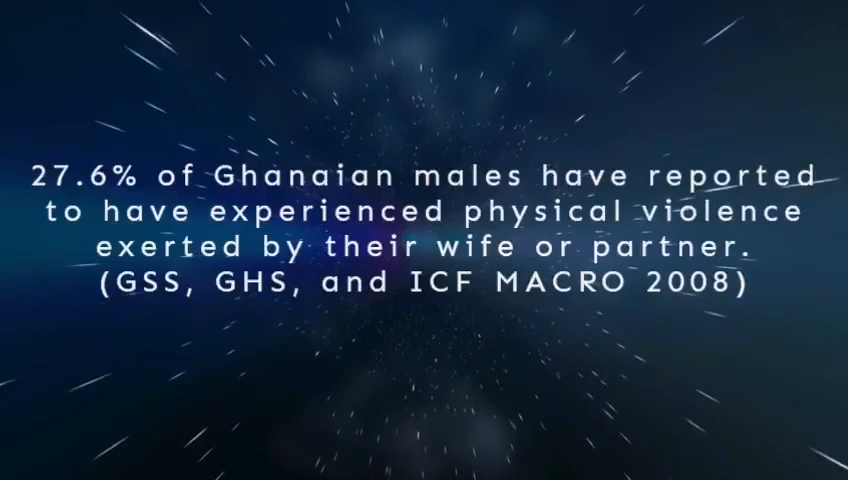 27.6% of Ghanaian males have reported
to have experienced physical violence
exerted by their wife or partner.
(GSS, GHS, and ICF MACRO 2008)